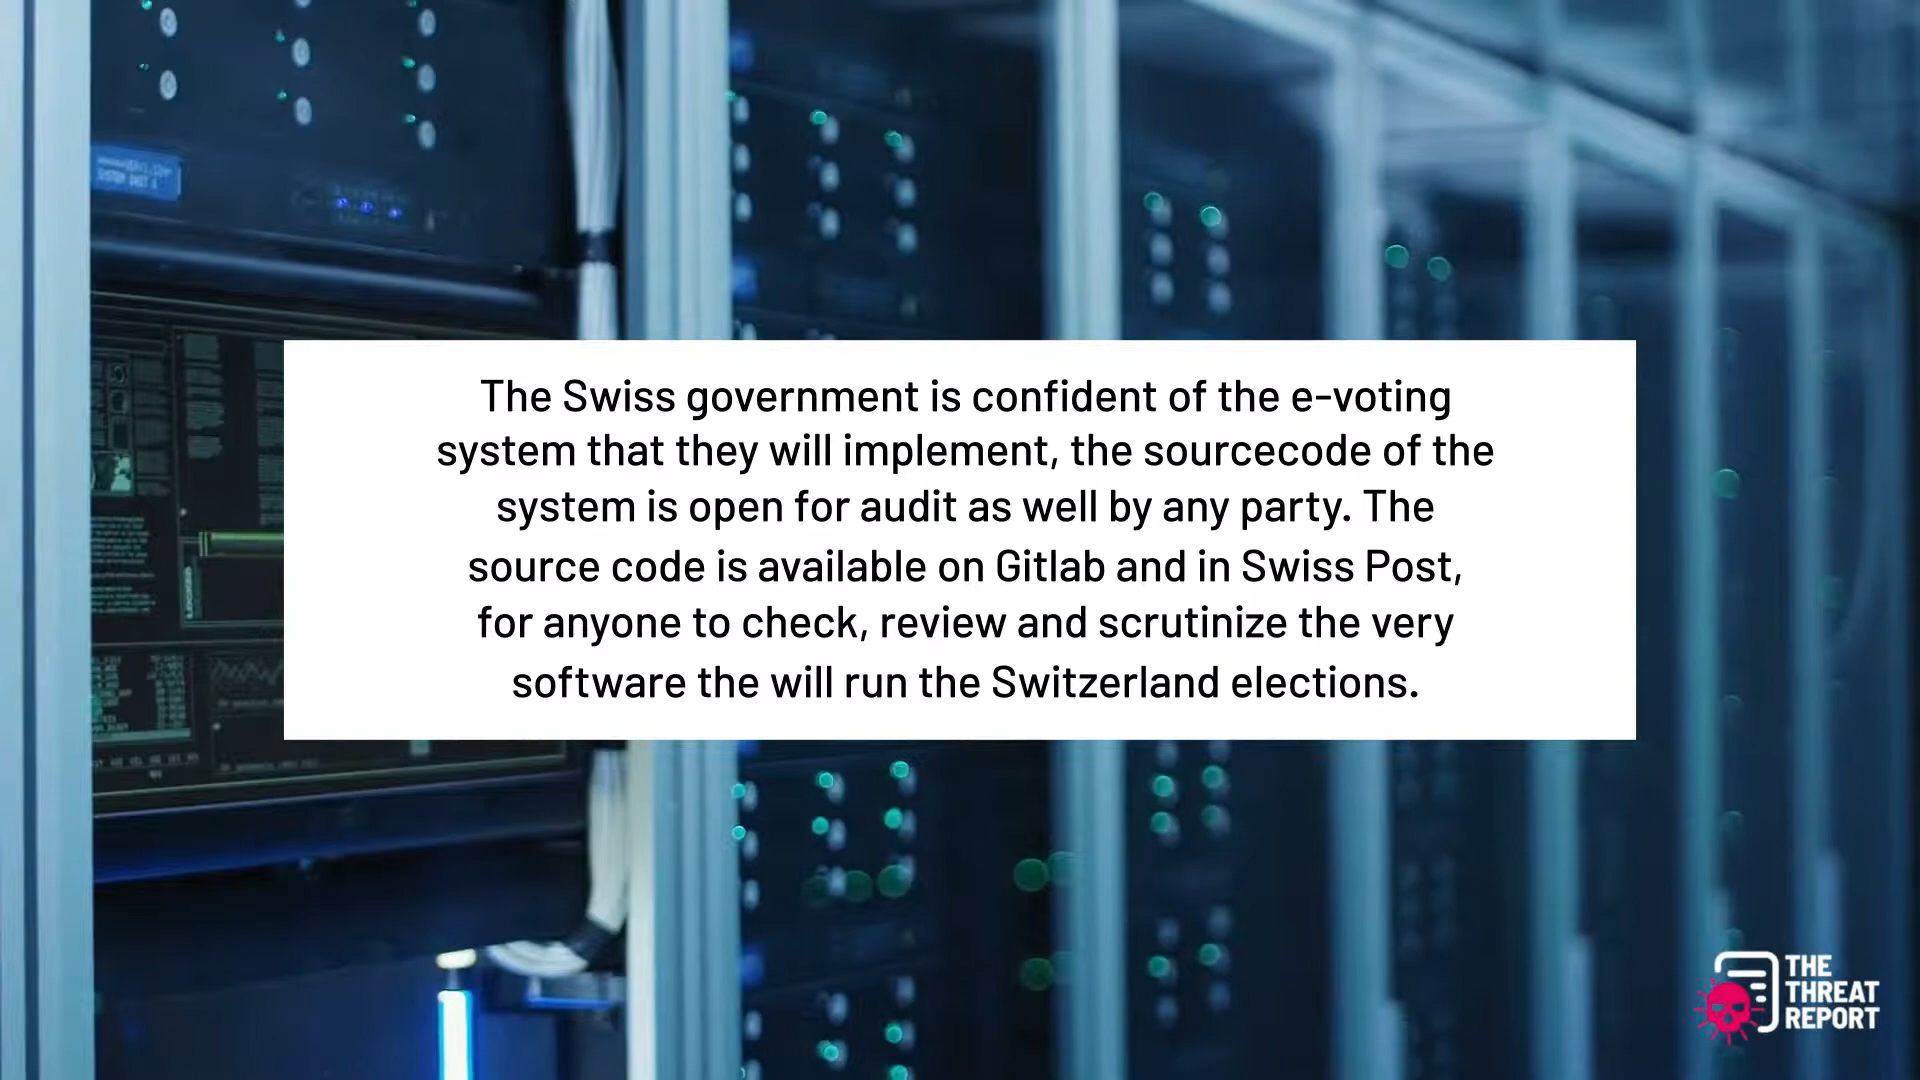 The Swiss government is confident of the e-voting
system that they will implement, the sourcecode of the
system is open for audit as well by any party. The
source code is available on Gitlab and in Swiss Post,
for anyone to check, review and scrutinize the very
software the will run the Switzerland elections.
THE
THREAT
REPORT